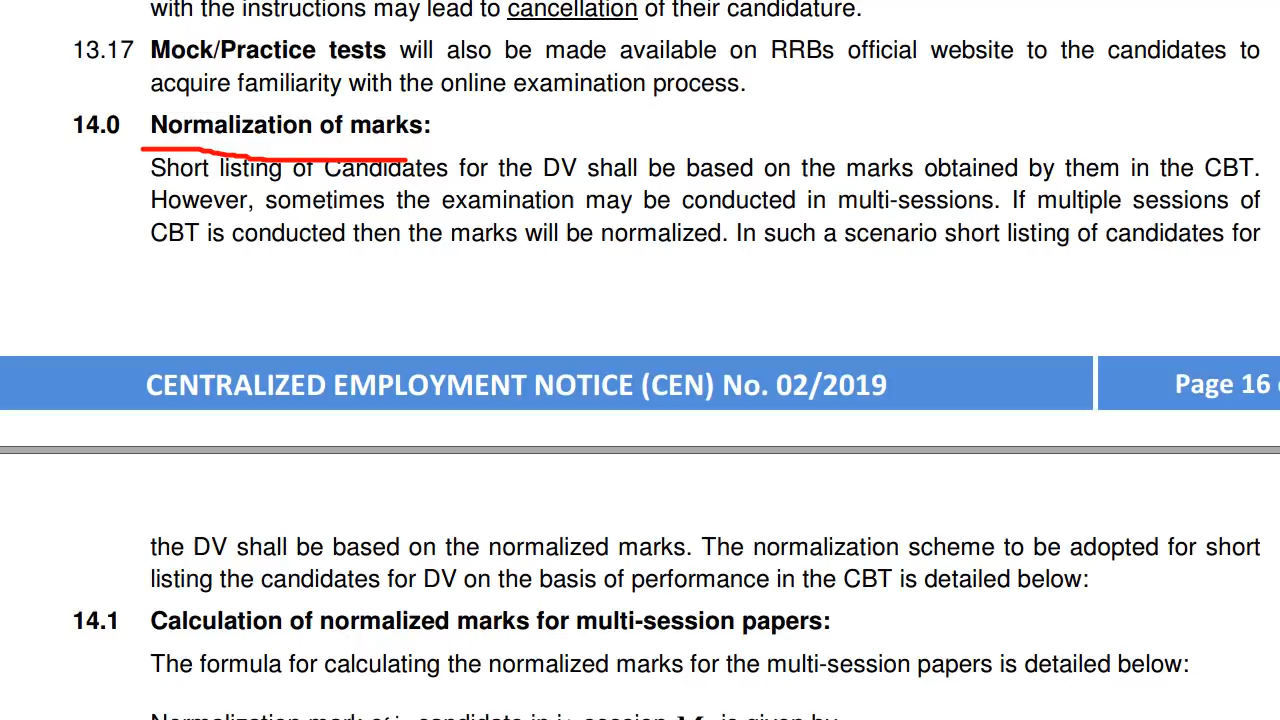 with the instructions may lead to cancellation of their candidature.
13.17 Mock/Practice tests will also be made available on RRBs official website to the candidates to
acquire familiarity with the online examination process.
14.0 Normalization of marks:
Short listing of Candidates for the DV shall be based on the marks obtained by them in the CBT.
However, sometimes the examination may be conducted in multi-sessions. If multiple sessions of
CBT is conducted then the marks will be normalized. In such a scenario short listing of candidates for
CENTRALIZED EMPLOYMENT NOTICE (CEN) No. 02/2019 Page 16
the DV shall be based on the normalized marks. The normalization scheme to be adopted for short
listing the candidates for DV on the basis of performance in the CBT is detailed below:
14.1 Calculation of normalized marks for multi-session papers:
The formula for calculating the normalized marks for the multi-session papers is detailed below: